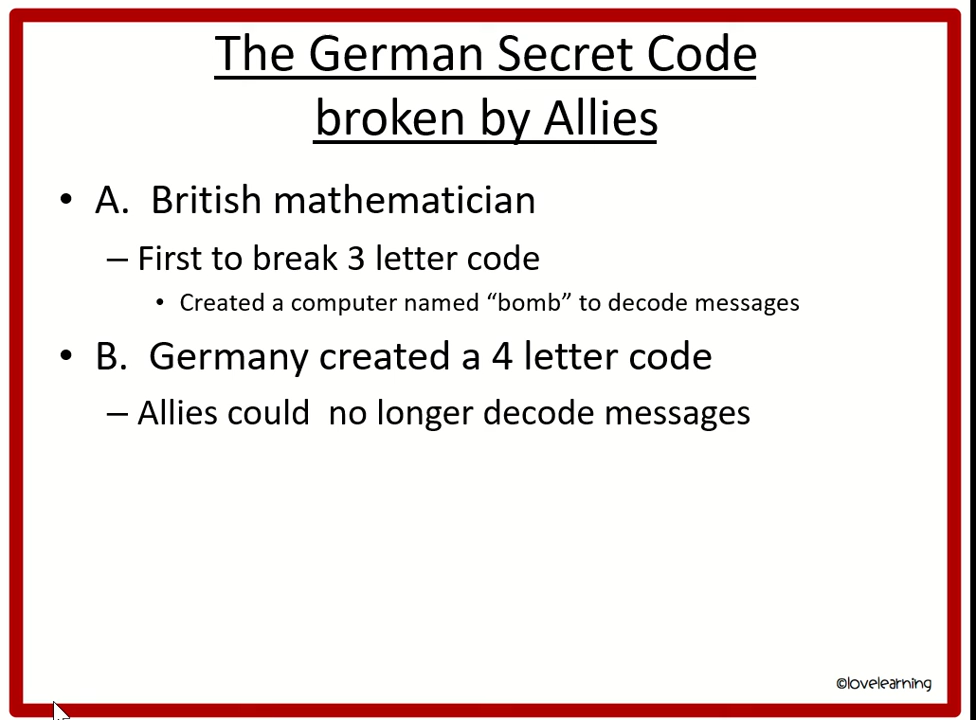 The German Secret Code
broken by Allies
• A. British mathematician
– First to break 3 letter code
• Created a computer named “bomb” to decode messages
• B. Germany created a 4 letter code
– Allies could no longer decode messages
©lovelearning